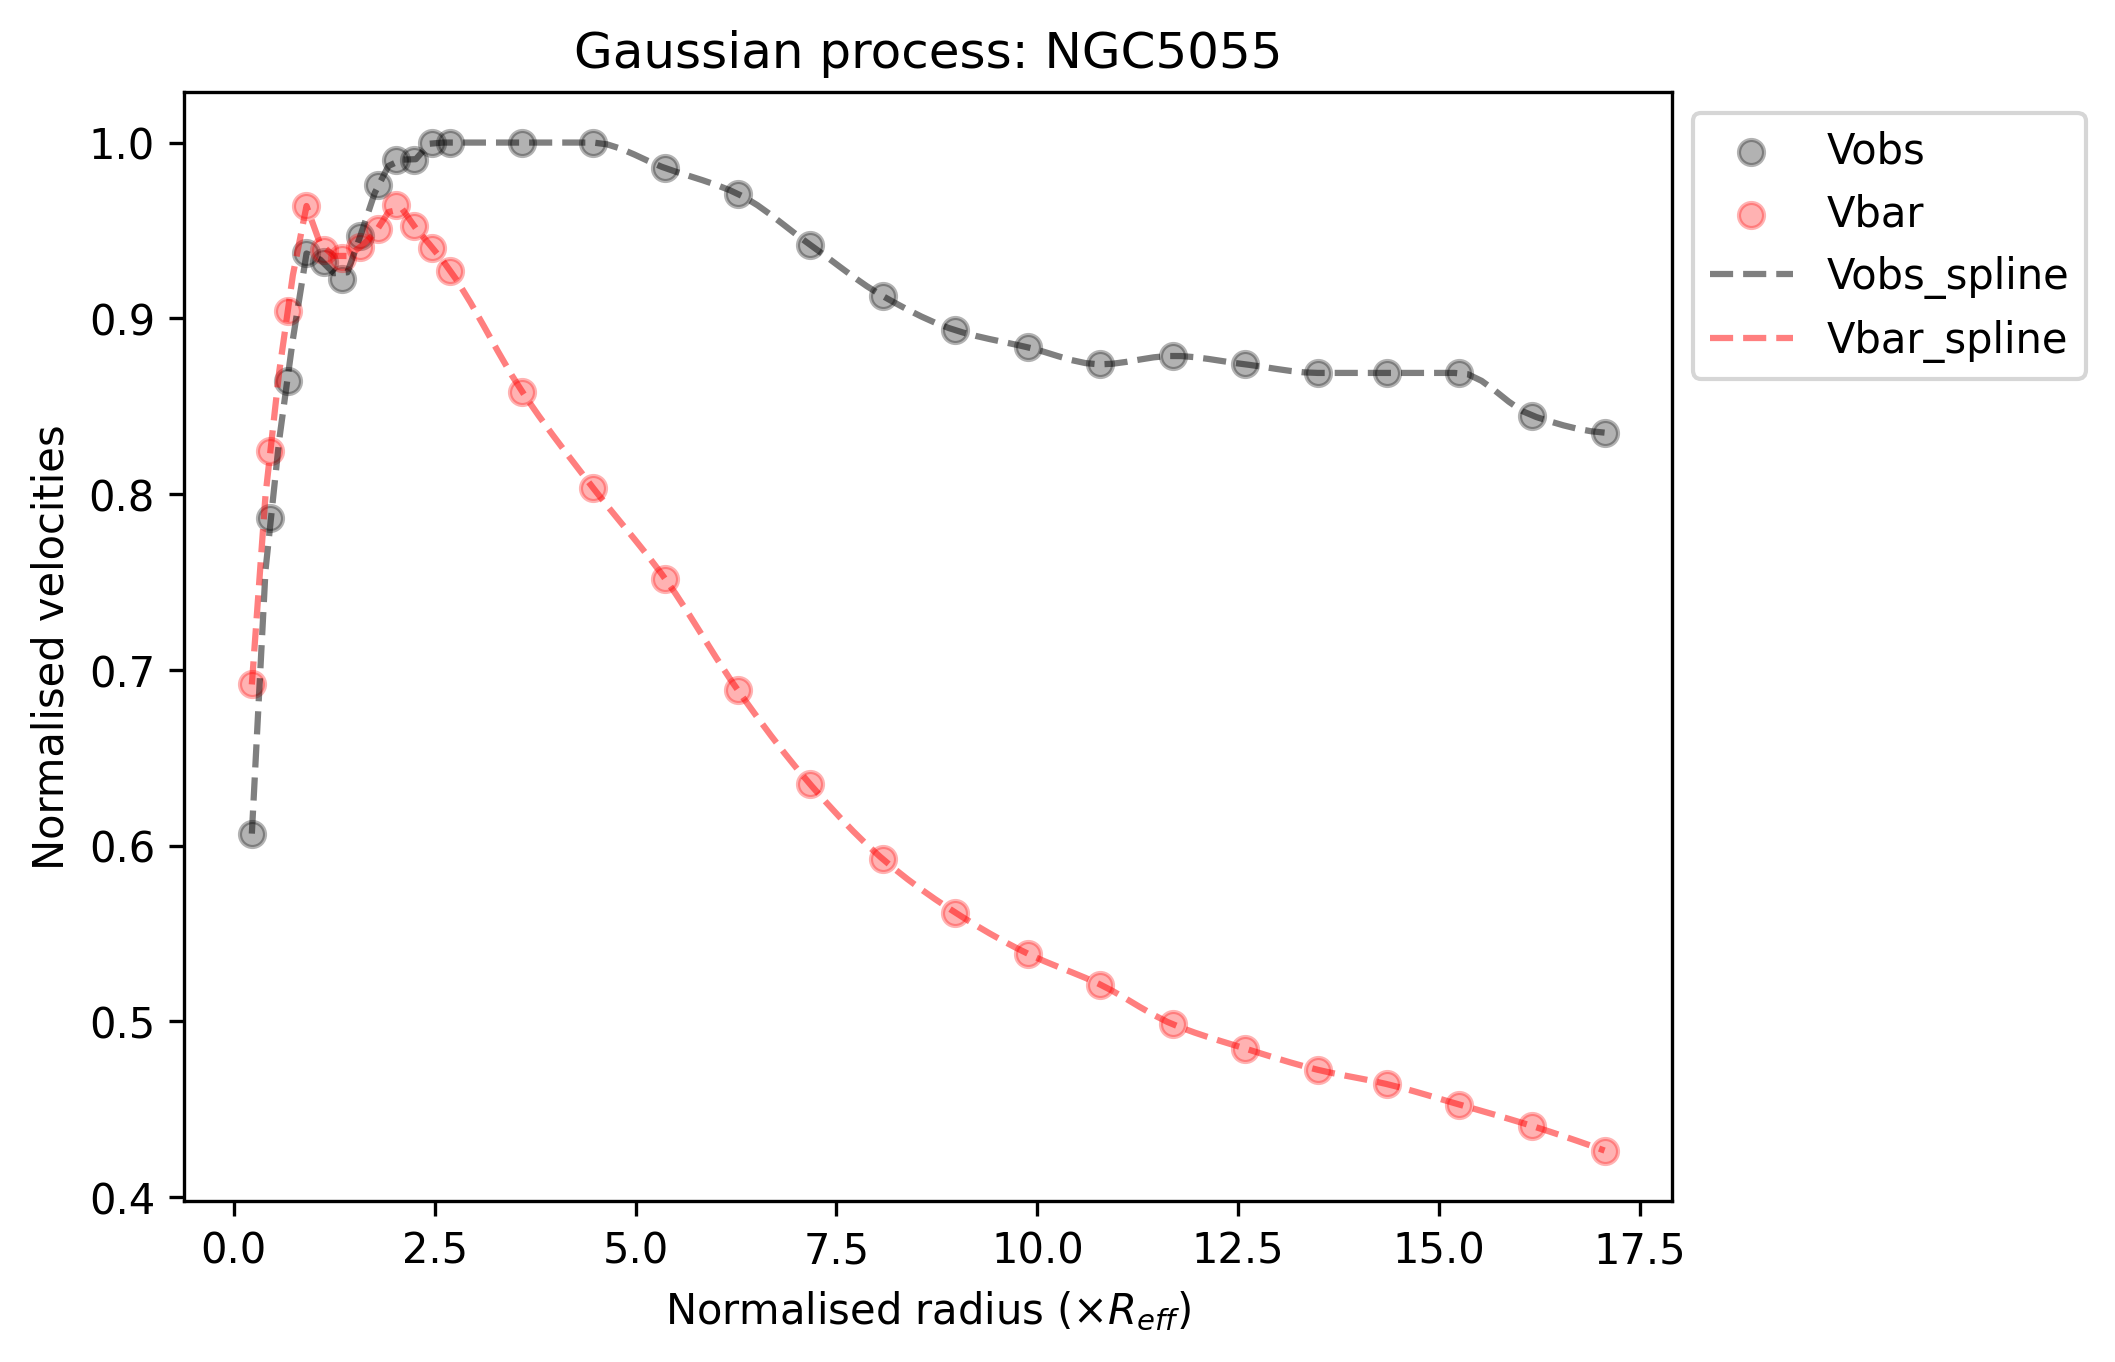 Gaussian process: NGC5055
Normalised velocities
1.0
0.9
0.8
0.7
0.6
0.5
0.4
0.0 2.5 5.0 7.5 10.0 12.5 15.0 17.5
Normalised radius (×R_{eff})
Vobs
Vbar
Vobs_spline
Vbar_spline